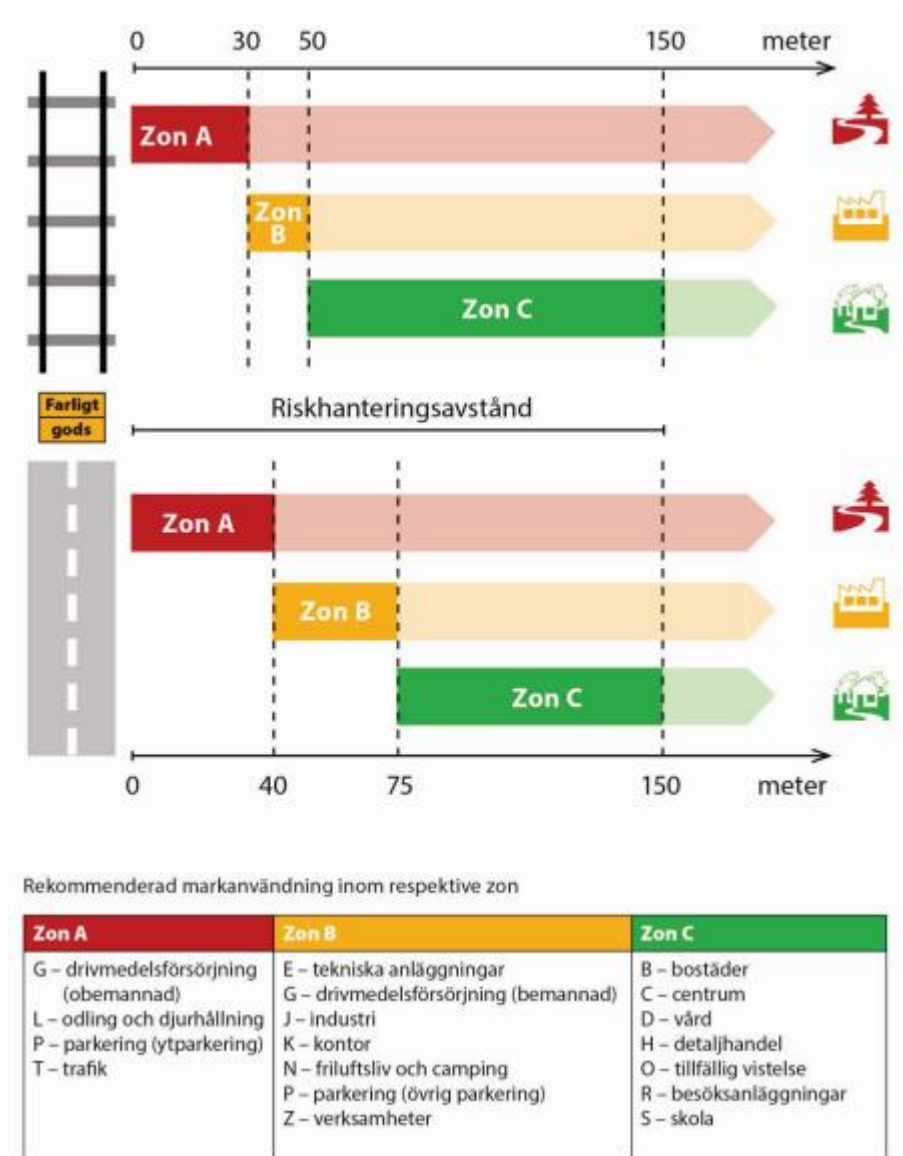 0 30 50 150 meter
Zon A
Zon
B
Zon C
Farligt
gods
Riskhanteringsavstånd
Zon A
Zon B
Zon C
0 40 75 150 meter
Rekommenderad markanvändning inom respektive zon
Zon A
G – drivmedelsförsörjning
(obemannad)
L – odling och djurhållning
P – parkering (ytparkering)
T – trafik
Zon B
E – tekniska anläggningar
G – drivmedelsförsörjning (bemannad)
J – industri
K – kontor
N – friluftsliv och camping
P – parkering (övrig parkering)
Z – verksamheter
Zon C
B – bostäder
C – centrum
D – vård
H – detaljhandel
O – tillfällig vistelse
R – besöksanläggningar
S – skola